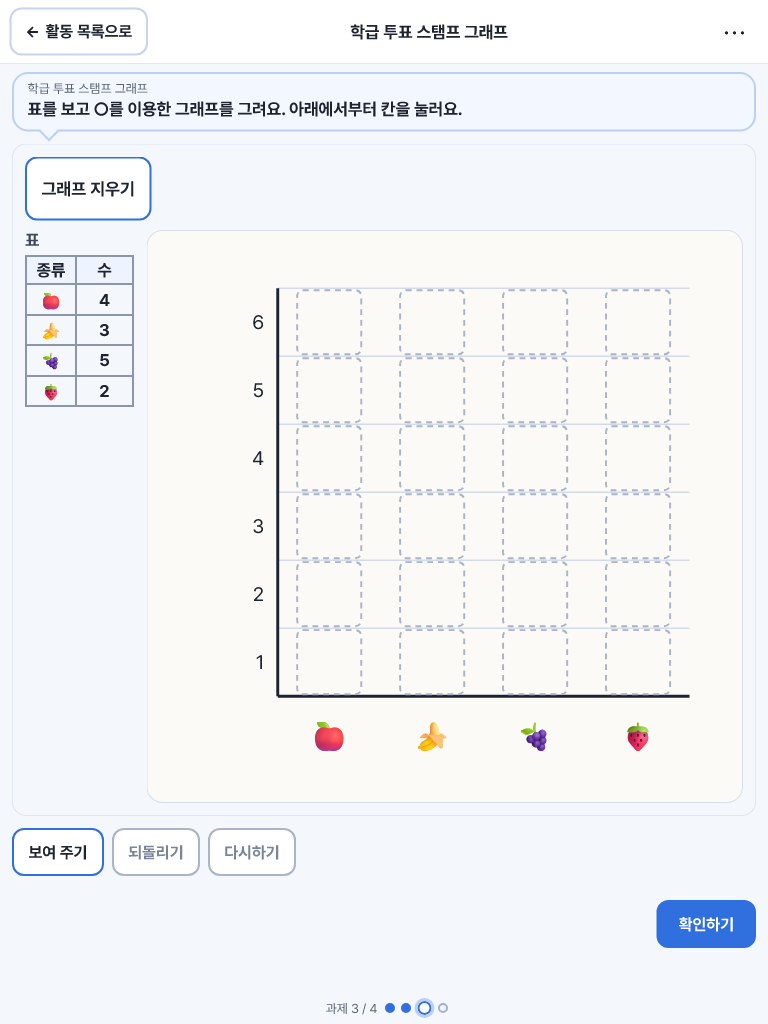 ← 활동 목록으로
학급 투표 스탬프 그래프
...
학급 투표 스탬프 그래프
표를 보고 ○를 이용한 그래프를 그려요. 아래에서부터 칸을 눌러요.
그래프 지우기
표
종류 수
4
3
5
2
6
5
4
3
2
1
보여 주기
되돌리기
다시하기
확인하기
과제 3 / 4